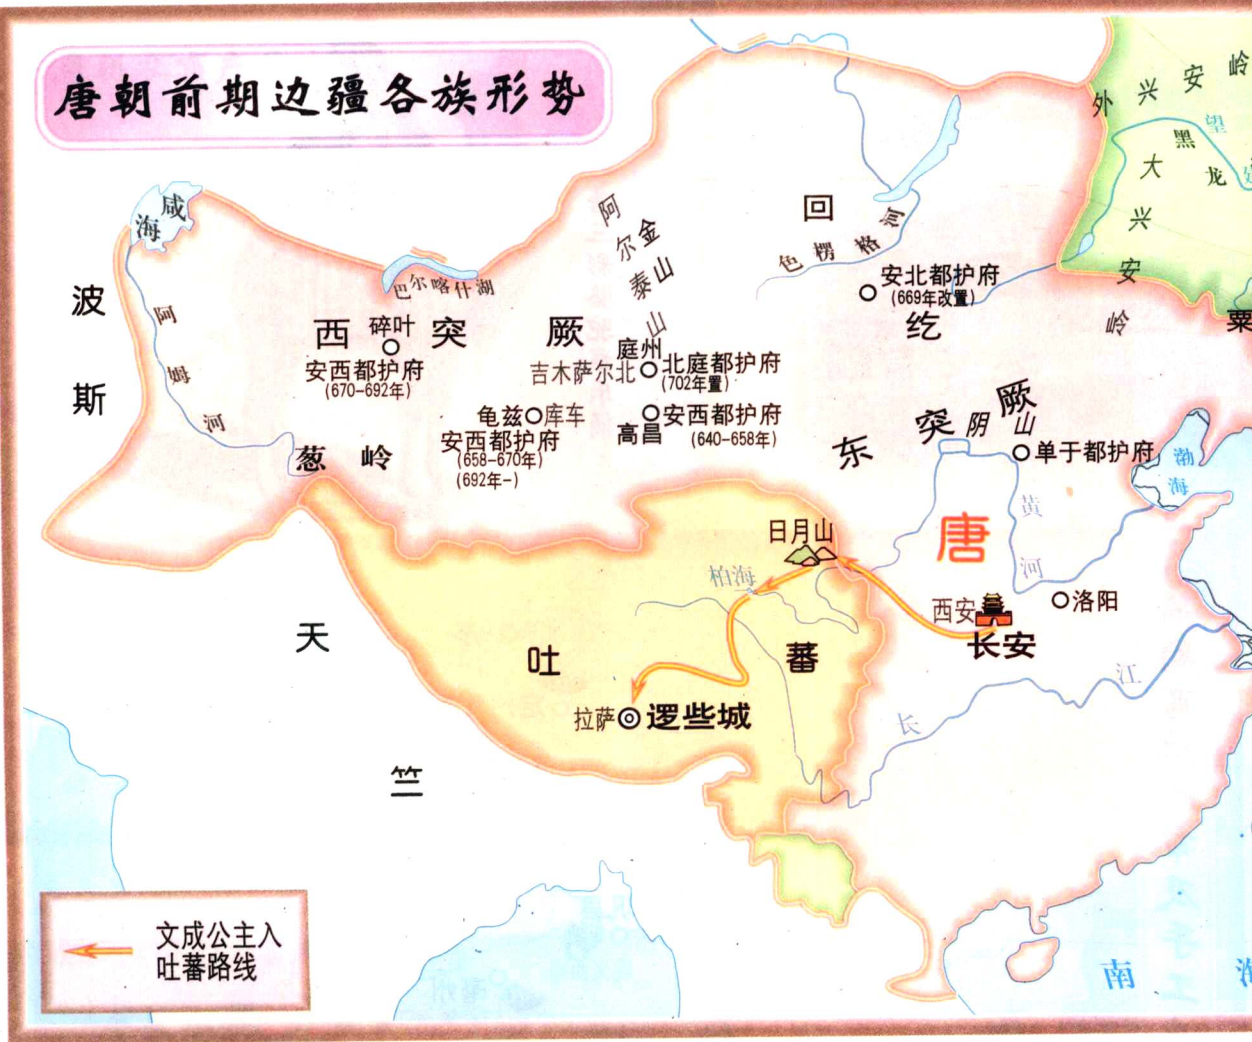 唐朝前期边疆各族形势
外兴安岭
大兴安岭
黑龙
望
咸海
阿尔泰山
阿尔金山
回纥
色楞格河
安北都护府
(669年改置)
巴尔喀什湖
波斯
阿姆河
西突厥
碎叶
安西都护府
(670-692年)
庭州
吉木萨尔北
北庭都护府
(702年置)
龟兹
库车
安西都护府
(658-670年)
(692年-)
高昌
安西都护府
(640-658年)
粟
葱岭
东突厥
阴山
单于都护府
渤海
黄河
唐
日月山
柏海
西安
长安
洛阳
天竺
吐蕃
拉萨
逻些城
长江
南海
文成公主入
吐蕃路线